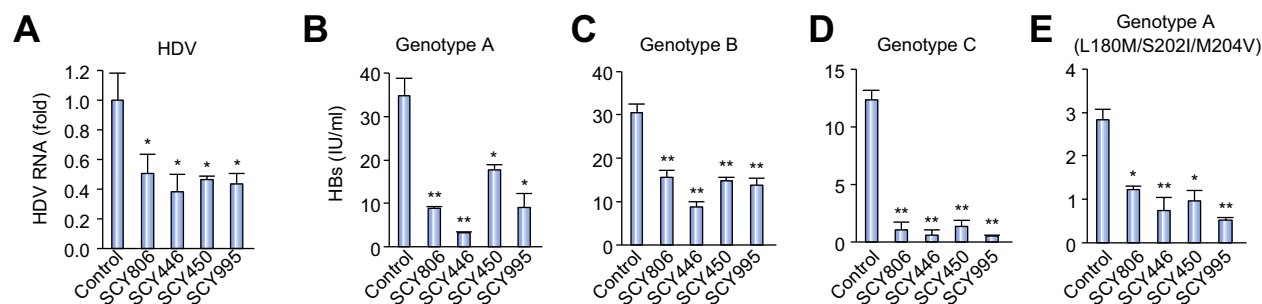 A
HDV
HDV RNA (fold)
1.2
1.0
0.8
0.6
0.4
0.2
0.0
*
*
*
*
Control
SCY806
SCY446
SCY450
SCY995
B
Genotype A
HBs (IU/ml)
40
30
20
10
0
**
**
*
*
Control
SCY806
SCY446
SCY450
SCY995
C
Genotype B
40
30
20
10
0
**
**
**
**
Control
SCY806
SCY446
SCY450
SCY995
D
Genotype C
15
10
5
0
**
**
**
**
Control
SCY806
SCY446
SCY450
SCY995
E
Genotype A
(L180M/S202I/M204V)
4
3
2
1
0
*
**
*
**
Control
SCY806
SCY446
SCY450
SCY995